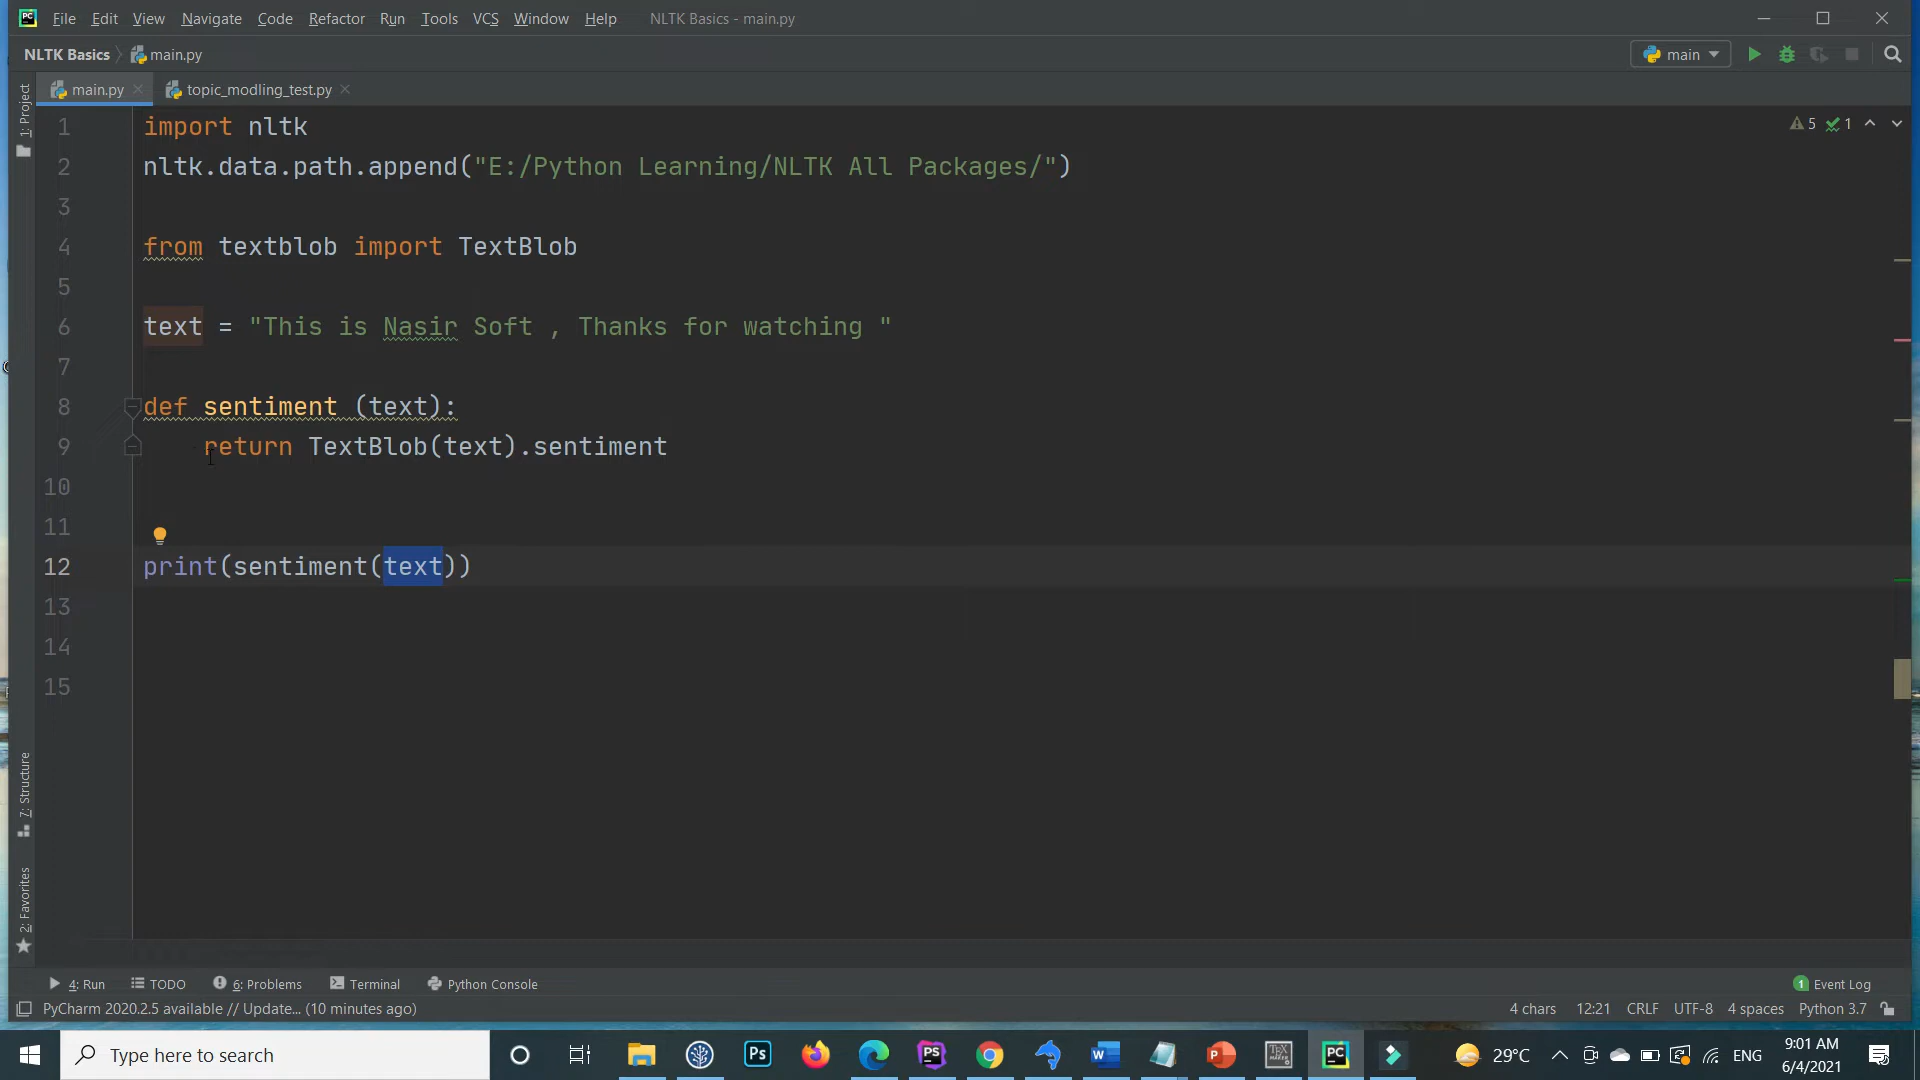 File Edit View Navigate Code Refactor Run Tools VCS Window Help NLTK Basics - main.py
NLTK Basics main.py main
main.py topic_modling_test.py
1: Project
1 import nltk 5 1
2 nltk.data.path.append("E:/Python Learning/NLTK All Packages/")
3
4 from textblob import TextBlob
5
6 text = "This is Nasir Soft , Thanks for watching "
7
8 def sentiment (text):
9 return TextBlob(text).sentiment
10
11
12 print(sentiment(text))
13
14
15
7: Structure
2: Favorites
4: Run TODO 6: Problems Terminal Python Console 1 Event Log
PyCharm 2020.2.5 available // Update... (10 minutes ago) 4 chars 12:21 CRLF UTF-8 4 spaces Python 3.7
Type here to search Ps PS W P TEX PC 29°C ENG 9:01 AM
6/4/2021